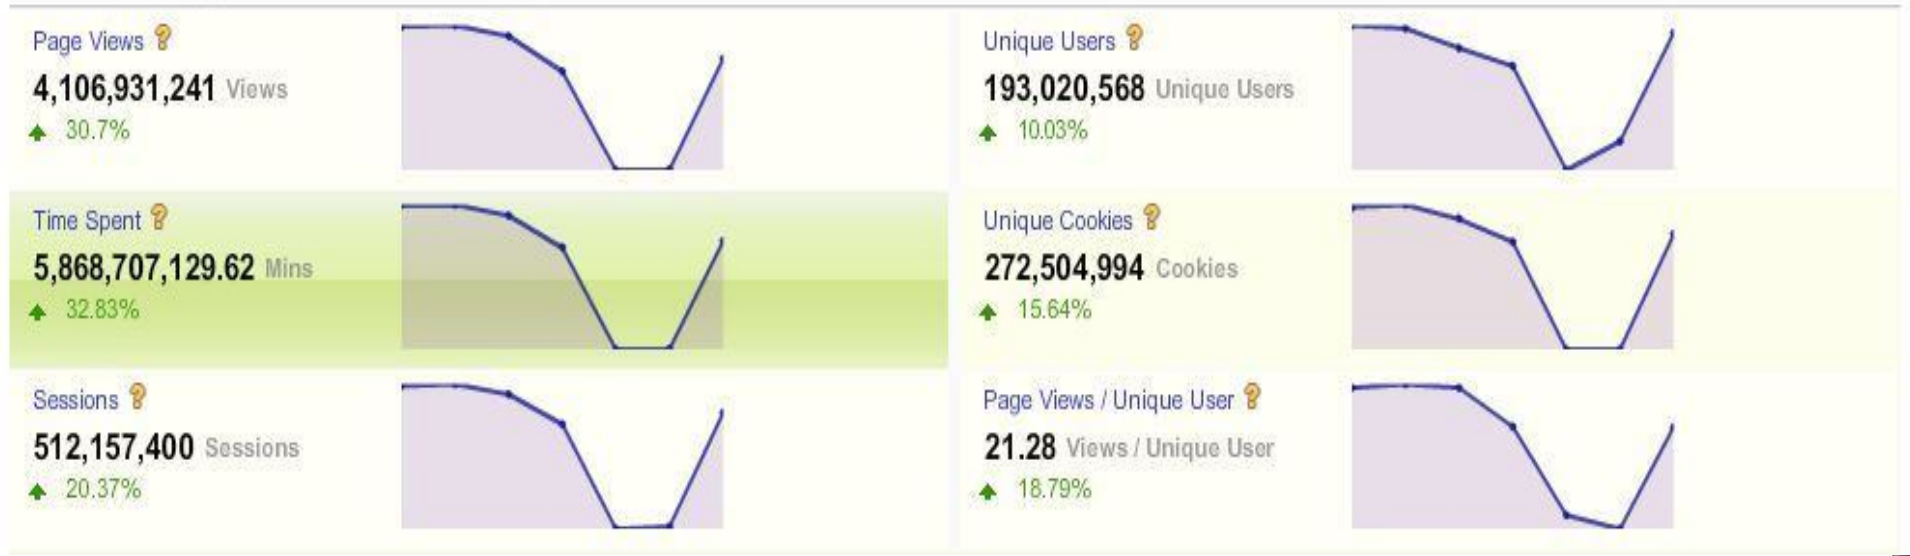 Page Views ?
4,106,931,241 Views
30.7%
Unique Users ?
193,020,568 Unique Users
10.03%
Time Spent ?
5,868,707,129.62 Mins
32.83%
Unique Cookies ?
272,504,994 Cookies
15.64%
Sessions ?
512,157,400 Sessions
20.37%
Page Views / Unique User ?
21.28 Views / Unique User
18.79%